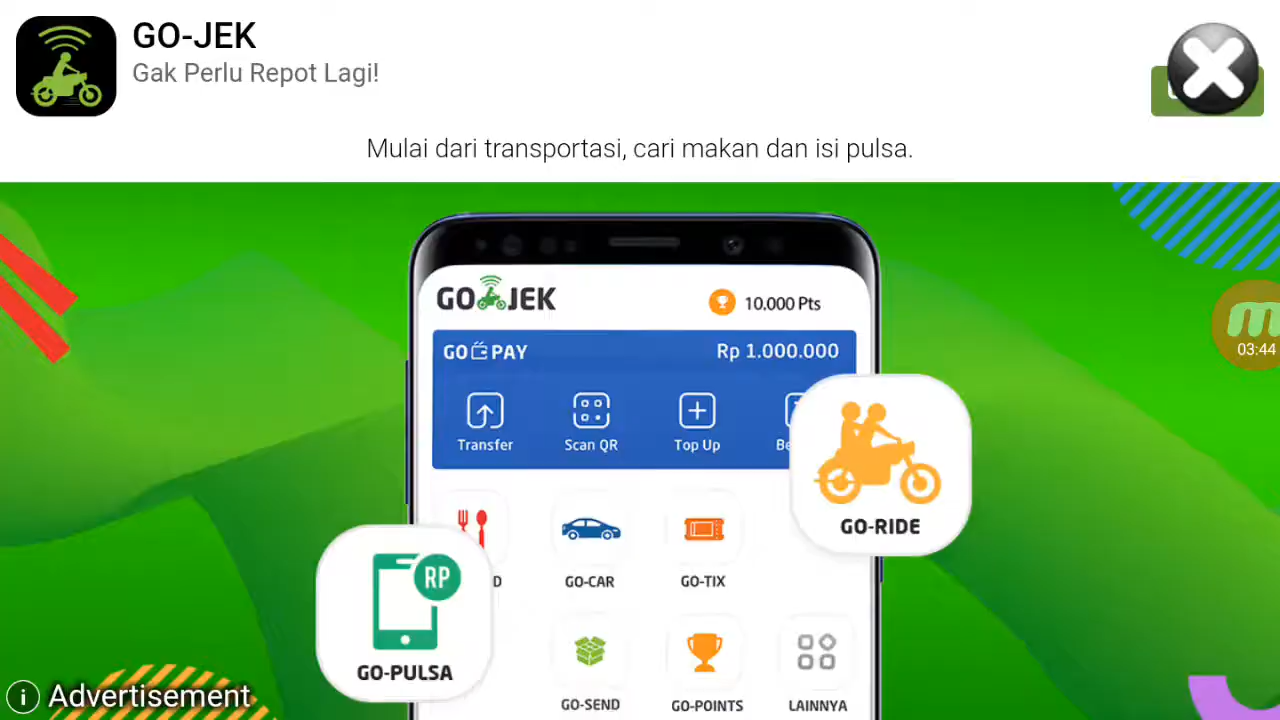 GO-JEK
Gak Perlu Repot Lagi!
Mulai dari transportasi, cari makan dan isi pulsa.
GO JEK
10.000 Pts
GO PAY
Rp 1.000.000
Transfer
Scan QR
Top Up
03:44
GO-RIDE
GO-CAR
GO-TIX
RP
GO-PULSA
GO-SEND
GO-POINTS
LAINNYA
i
Advertisement